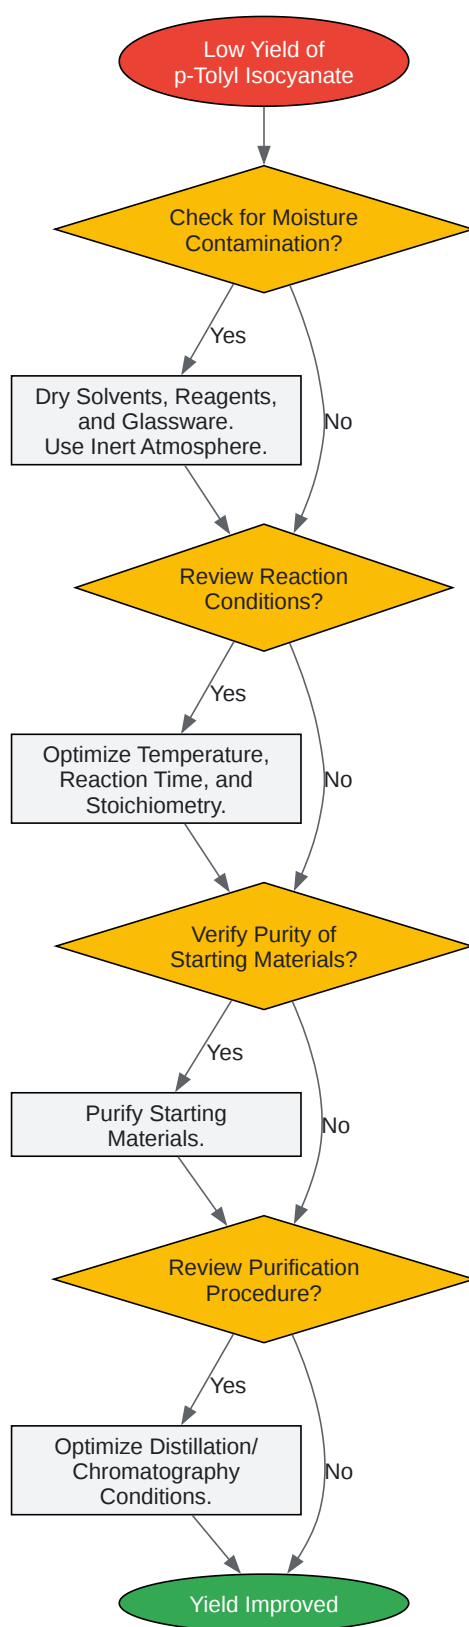 Low Yield of
p-Tolyl Isocyanate
Check for Moisture
Contamination?
Yes
Dry Solvents, Reagents,
and Glassware.
Use Inert Atmosphere.
No
Review Reaction
Conditions?
Yes
Optimize Temperature,
Reaction Time, and
Stoichiometry.
No
Verify Purity of
Starting Materials?
Yes
Purify Starting
Materials.
No
Review Purification
Procedure?
Yes
Optimize Distillation/
Chromatography
Conditions.
No
Yield Improved